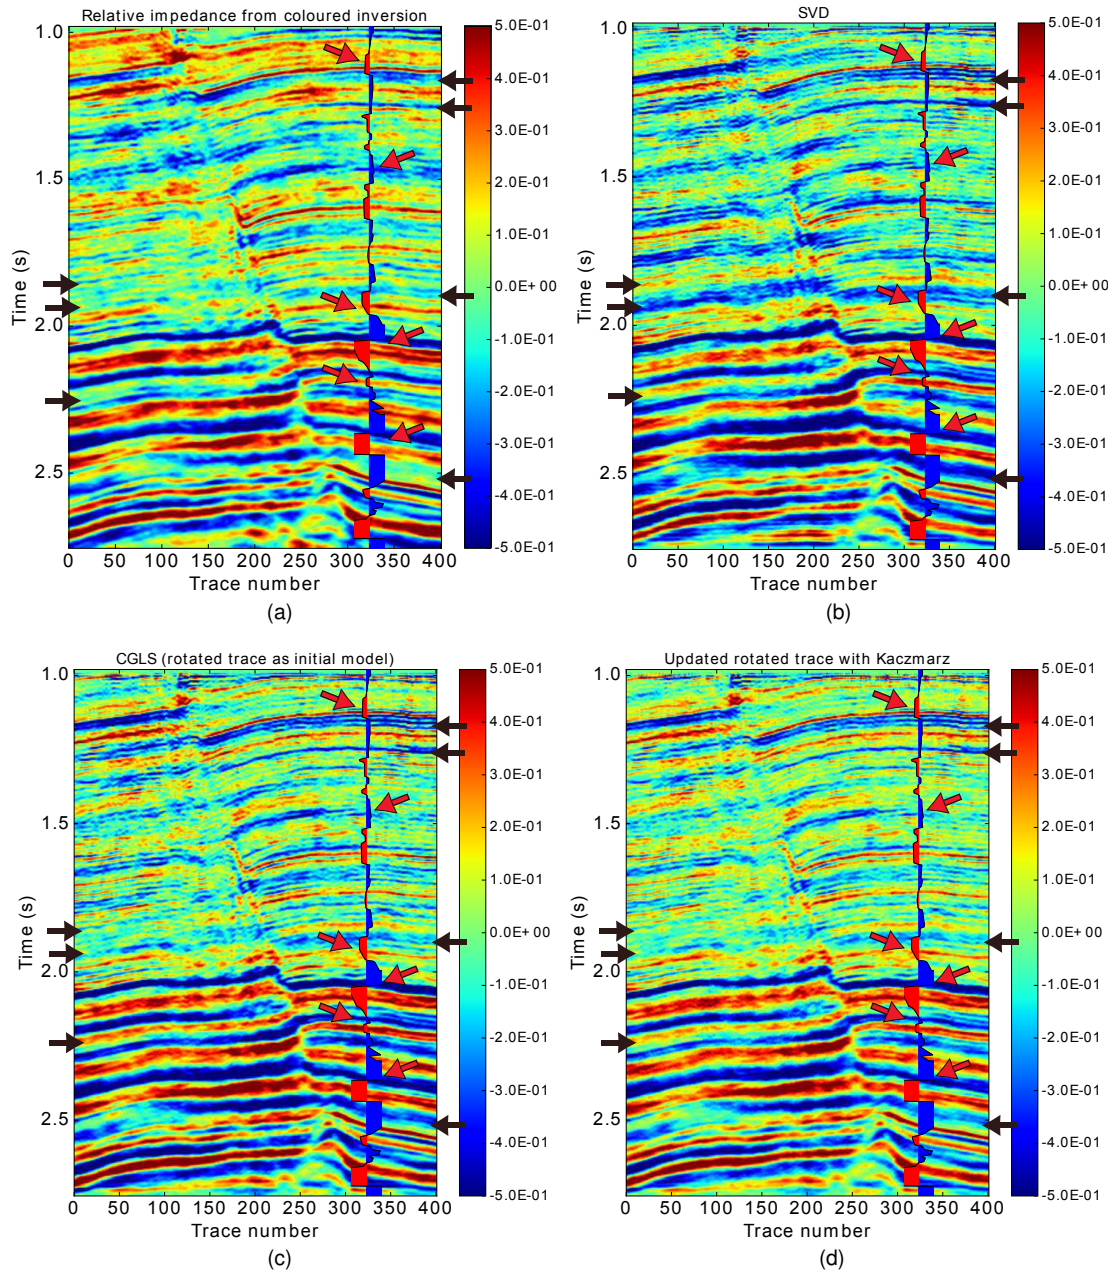 Relative impedance from coloured inversion
1.0
1.5
2.0
2.5
Time (s)
0 50 100 150 200 250 300 350 400
Trace number
5.0E-01
4.0E-01
3.0E-01
2.0E-01
1.0E-01
0.0E+00
-1.0E-01
-2.0E-01
-3.0E-01
-4.0E-01
-5.0E-01
(a)
SVD
1.0
1.5
2.0
2.5
Time (s)
0 50 100 150 200 250 300 350 400
Trace number
5.0E-01
4.0E-01
3.0E-01
2.0E-01
1.0E-01
0.0E+00
-1.0E-01
-2.0E-01
-3.0E-01
-4.0E-01
-5.0E-01
(b)
CGLS (rotated trace as initial model)
1.0
1.5
2.0
2.5
Time (s)
0 50 100 150 200 250 300 350 400
Trace number
5.0E-01
4.0E-01
3.0E-01
2.0E-01
1.0E-01
0.0E+00
-1.0E-01
-2.0E-01
-3.0E-01
-4.0E-01
-5.0E-01
(c)
Updated rotated trace with Kaczmarz
1.0
1.5
2.0
2.5
Time (s)
0 50 100 150 200 250 300 350 400
Trace number
5.0E-01
4.0E-01
3.0E-01
2.0E-01
1.0E-01
0.0E+00
-1.0E-01
-2.0E-01
-3.0E-01
-4.0E-01
-5.0E-01
(d)